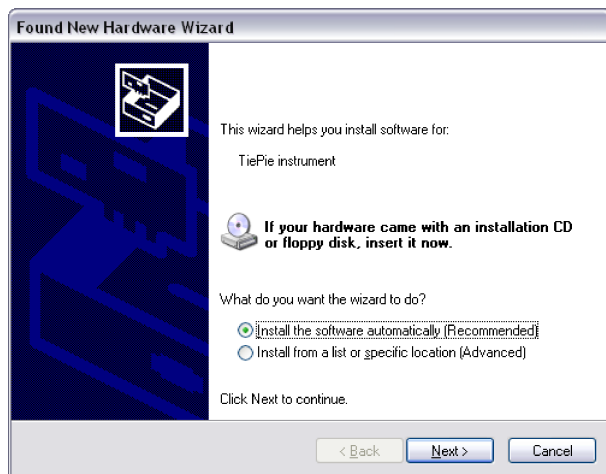 Found New Hardware Wizard
This wizard helps you install software for:
TiePie instrument
If your hardware came with an installation CD
or floppy disk, insert it now.
What do you want the wizard to do?
Install the software automatically (Recommended)
Install from a list or specific location (Advanced)
Click Next to continue.
< Back
Next >
Cancel